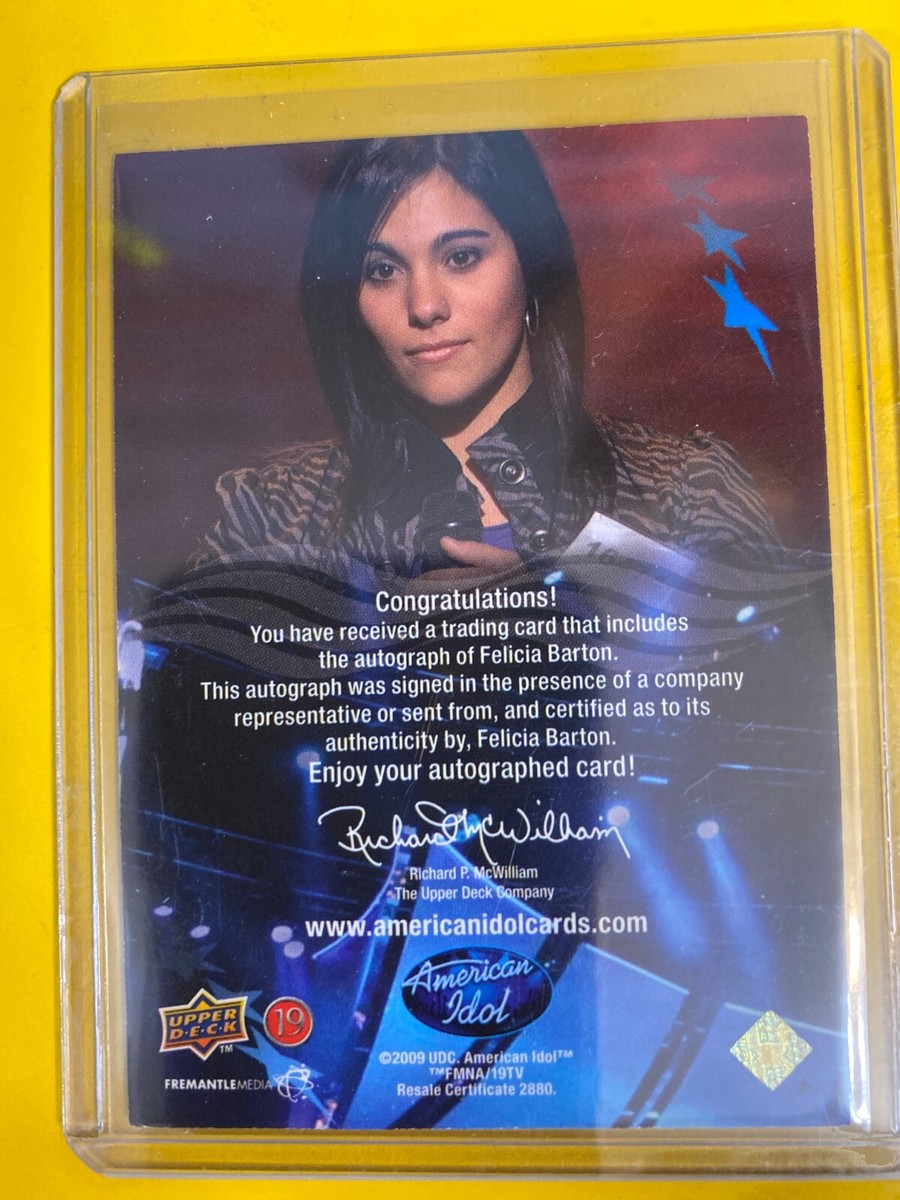 Congratulations!
You have received a trading card that includes
the autograph of Felicia Barton.
This autograph was signed in the presence of a company
representative or sent from, and certified as to its
authenticity by, Felicia Barton.
Enjoy your autographed card!
Richard McWilliam
Richard P. McWilliam
The Upper Deck Company
www.americanidolcards.com
American
Idol
UPPER
D·E·C·K
TM
19
FREMANTLEMEDIA
©2009 UDC. American Idol™
™FMNA/19TV
Resale Certificate 2880.